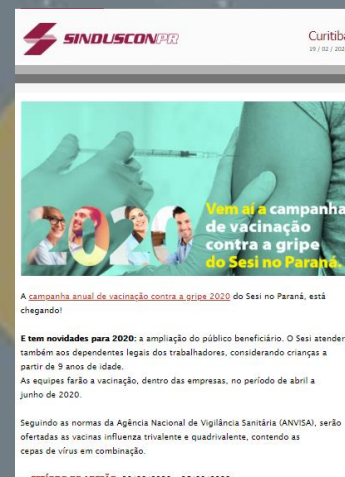 SINDUSCONPR
Curitiba
19 / 02 / 202
2020
Vem aí a campanha
de vacinação
contra a gripe
do Sesi no Paraná.
A campanha anual de vacinação contra a gripe 2020 do Sesi no Paraná, está
chegando!
E tem novidades para 2020: a ampliação do público beneficiário. O Sesi atender
também aos dependentes legais dos trabalhadores, considerando crianças a
partir de 9 anos de idade.
As equipes farão a vacinação, dentro das empresas, no período de abril a
junho de 2020.
Seguindo as normas da Agência Nacional de Vigilância Sanitária (ANVISA), serão
ofertadas as vacinas influenza trivalente e quadrivalente, contendo as
cepas de vírus em combinação.